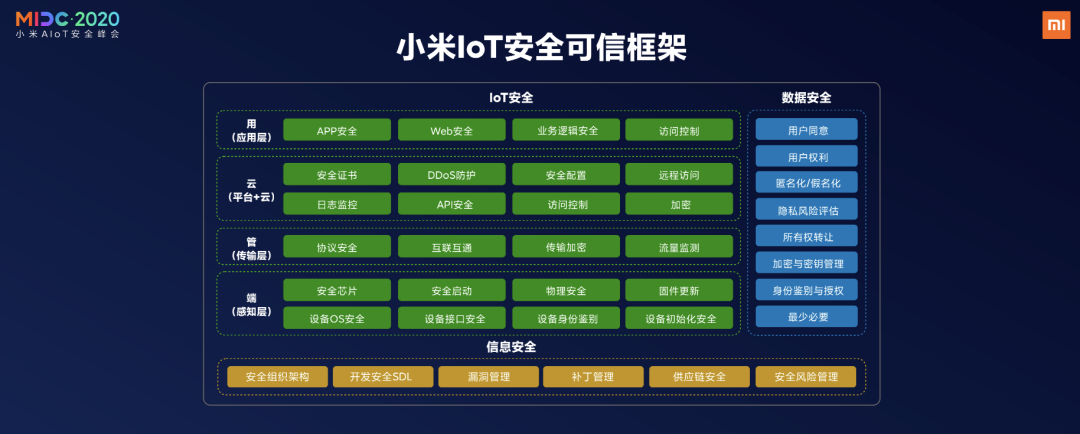 MIDC·2020
小米AIoT安全峰会
小米IoT安全可信框架
IoT安全
用
（应用层）
APP安全
Web安全
业务逻辑安全
访问控制
云
（平台+云）
安全证书
DDoS防护
安全配置
远程访问
日志监控
API安全
访问控制
加密
管
（传输层）
协议安全
互联互通
传输加密
流量监测
端
（感知层）
安全芯片
安全启动
物理安全
固件更新
设备OS安全
设备接口安全
设备身份鉴别
设备初始化安全
数据安全
用户同意
用户权利
匿名化/假名化
隐私风险评估
所有权转让
加密与密钥管理
身份鉴别与授权
最少必要
信息安全
安全组织架构
开发安全SDL
漏洞管理
补丁管理
供应链安全
安全风险管理